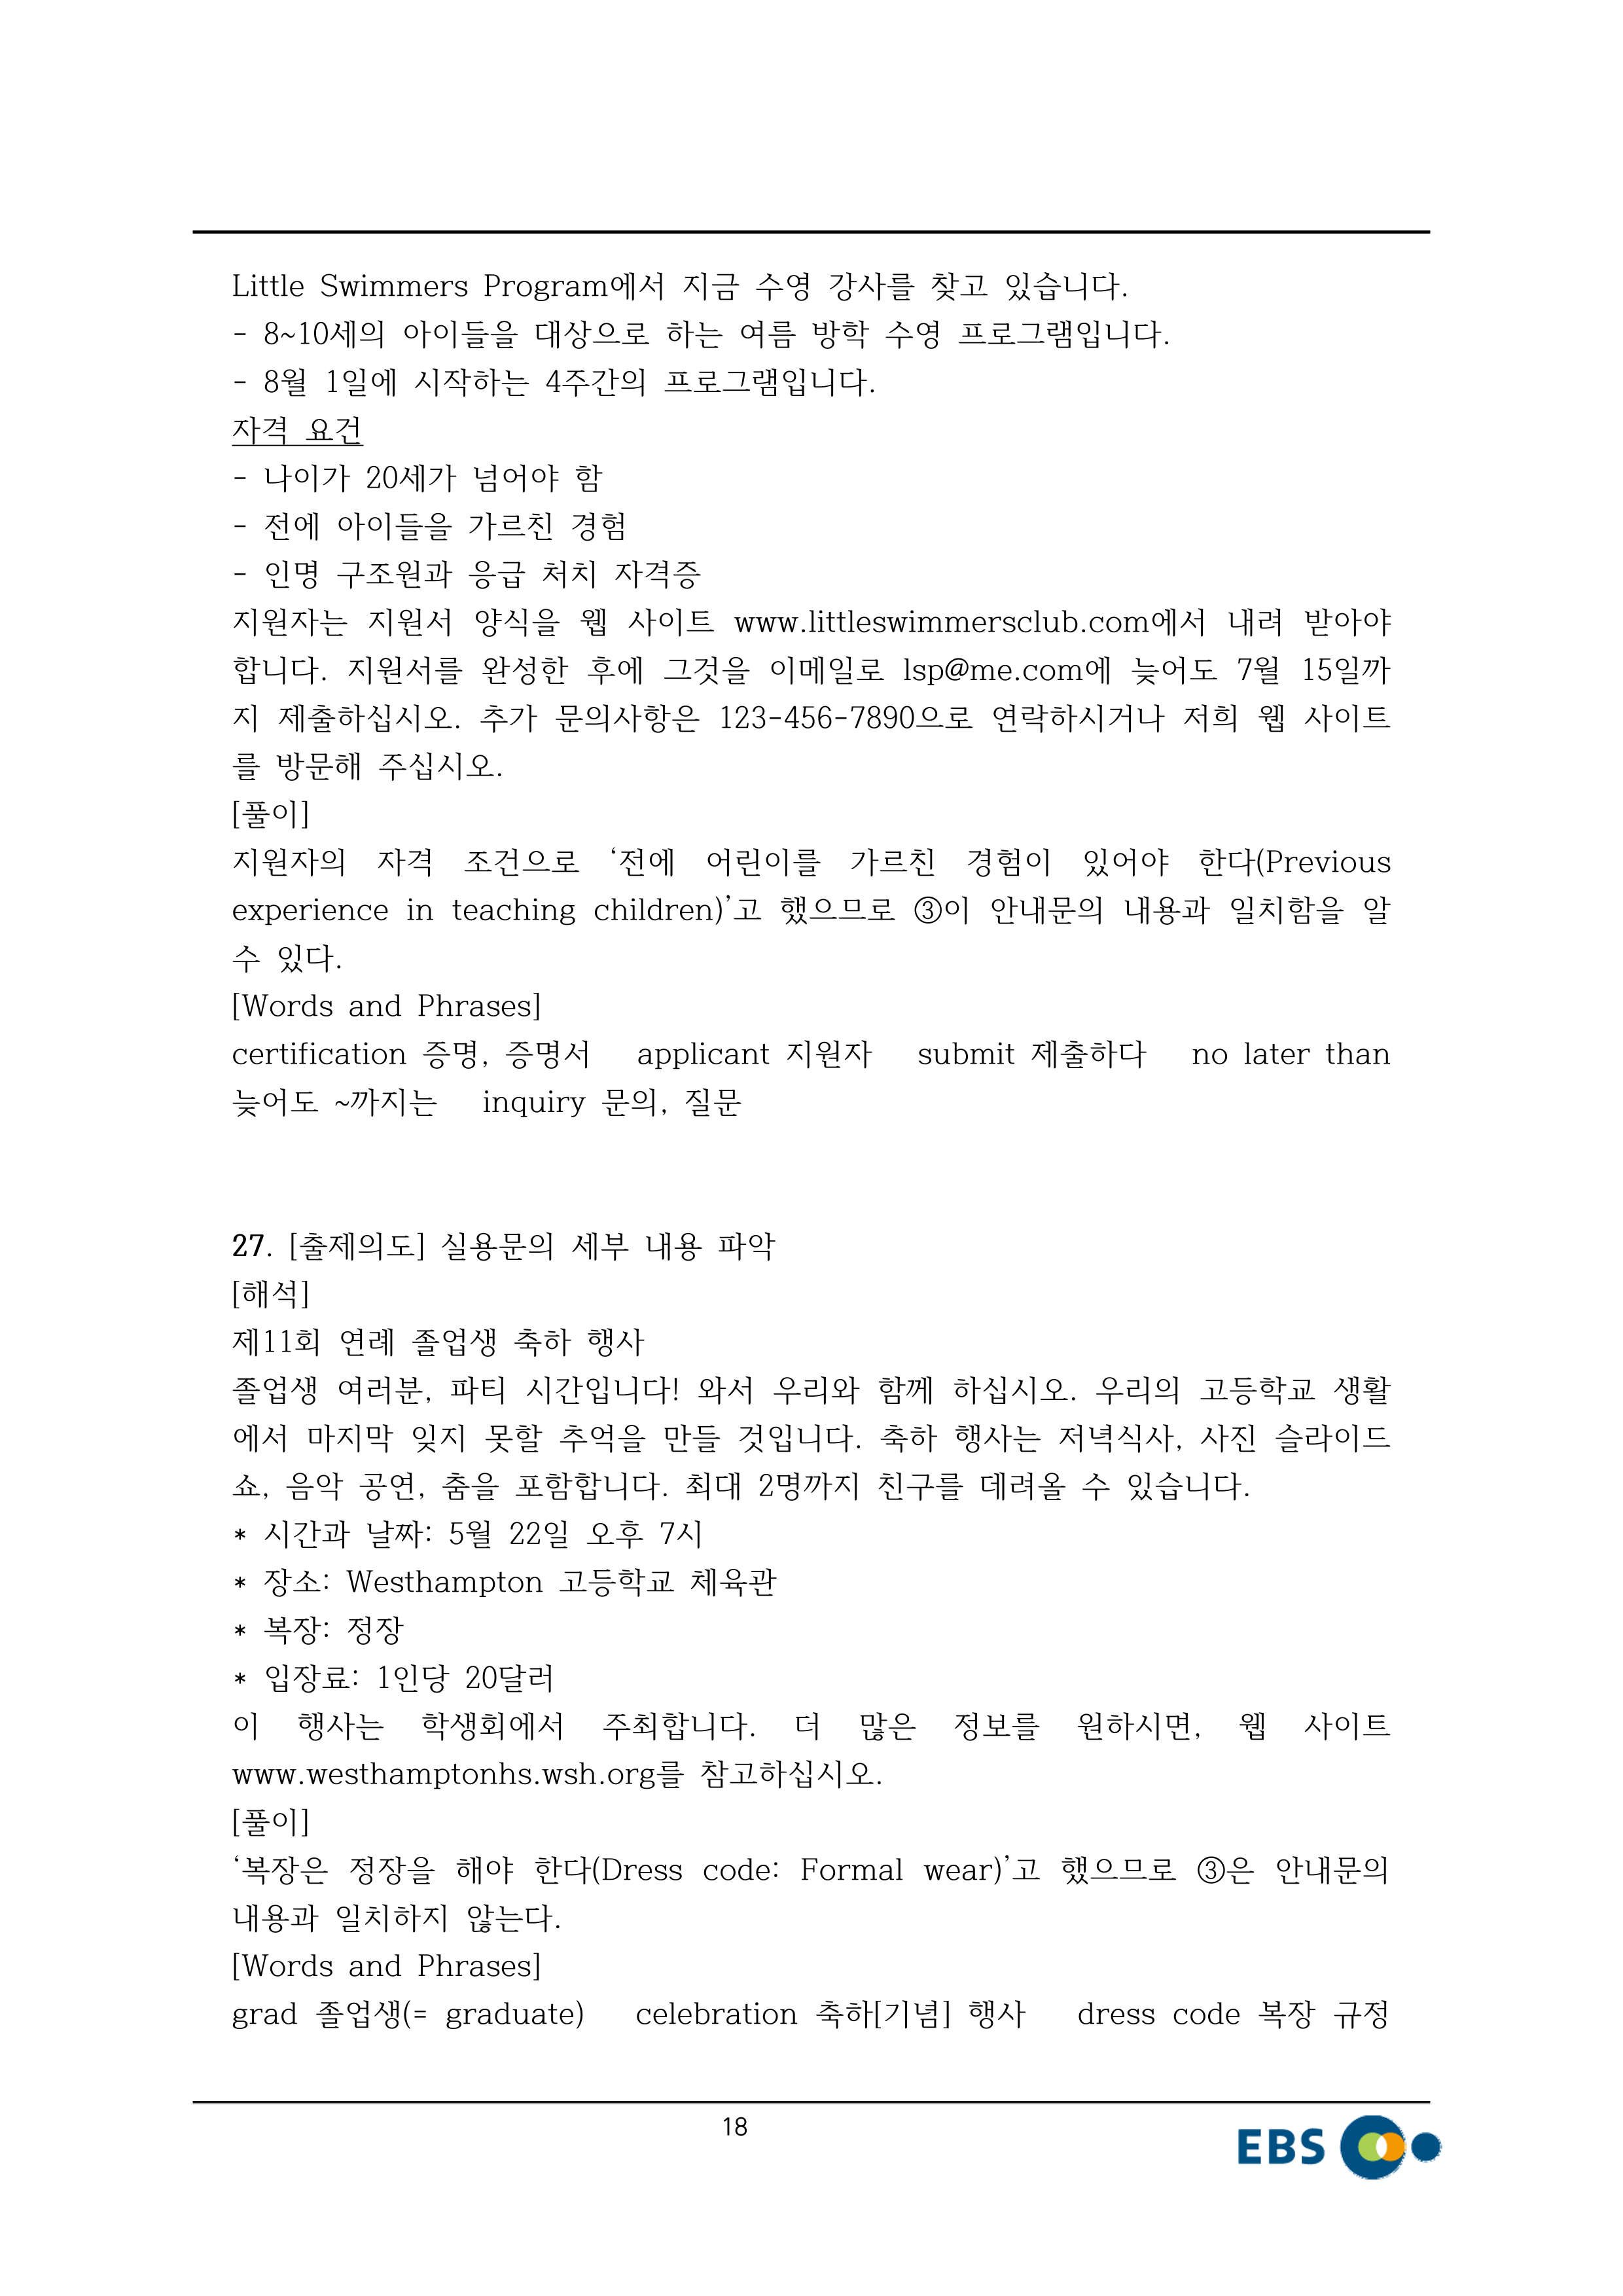 Little Swimmers Program에서 지금 수영 강사를 찾고 있습니다.
- 8~10세의 아이들을 대상으로 하는 여름 방학 수영 프로그램입니다.
- 8월 1일에 시작하는 4주간의 프로그램입니다.
자격 요건
- 나이가 20세가 넘어야 함
- 전에 아이들을 가르친 경험
- 인명 구조원과 응급 처치 자격증
지원자는 지원서 양식을 웹 사이트 www.littleswimmersclub.com에서 내려 받아야
합니다. 지원서를 완성한 후에 그것을 이메일로 lsp@me.com에 늦어도 7월 15일까
지 제출하십시오. 추가 문의사항은 123-456-7890으로 연락하시거나 저희 웹 사이트
를 방문해 주십시오.
[풀이]
지원자의 자격 조건으로 ‘전에 어린이를 가르친 경험이 있어야 한다(Previous
experience in teaching children)’고 했으므로 ③이 안내문의 내용과 일치함을 알
수 있다.
[Words and Phrases]
certification 증명, 증명서 applicant 지원자 submit 제출하다 no later than
늦어도 ~까지는 inquiry 문의, 질문
27. [출제의도] 실용문의 세부 내용 파악
[해석]
제11회 연례 졸업생 축하 행사
졸업생 여러분, 파티 시간입니다! 와서 우리와 함께 하십시오. 우리의 고등학교 생활
에서 마지막 잊지 못할 추억을 만들 것입니다. 축하 행사는 저녁식사, 사진 슬라이드
쇼, 음악 공연, 춤을 포함합니다. 최대 2명까지 친구를 데려올 수 있습니다.
* 시간과 날짜: 5월 22일 오후 7시
* 장소: Westhampton 고등학교 체육관
* 복장: 정장
* 입장료: 1인당 20달러
이 행사는 학생회에서 주최합니다. 더 많은 정보를 원하시면, 웹 사이트
www.westhamptonhs.wsh.org를 참고하십시오.
[풀이]
‘복장은 정장을 해야 한다(Dress code: Formal wear)’고 했으므로 ③은 안내문의
내용과 일치하지 않는다.
[Words and Phrases]
grad 졸업생(= graduate) celebration 축하[기념] 행사 dress code 복장 규정
18
EBS